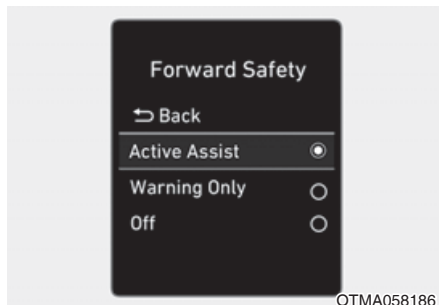 Forward Safety
Back
Active Assist
Warning Only
Off
OTMA058186